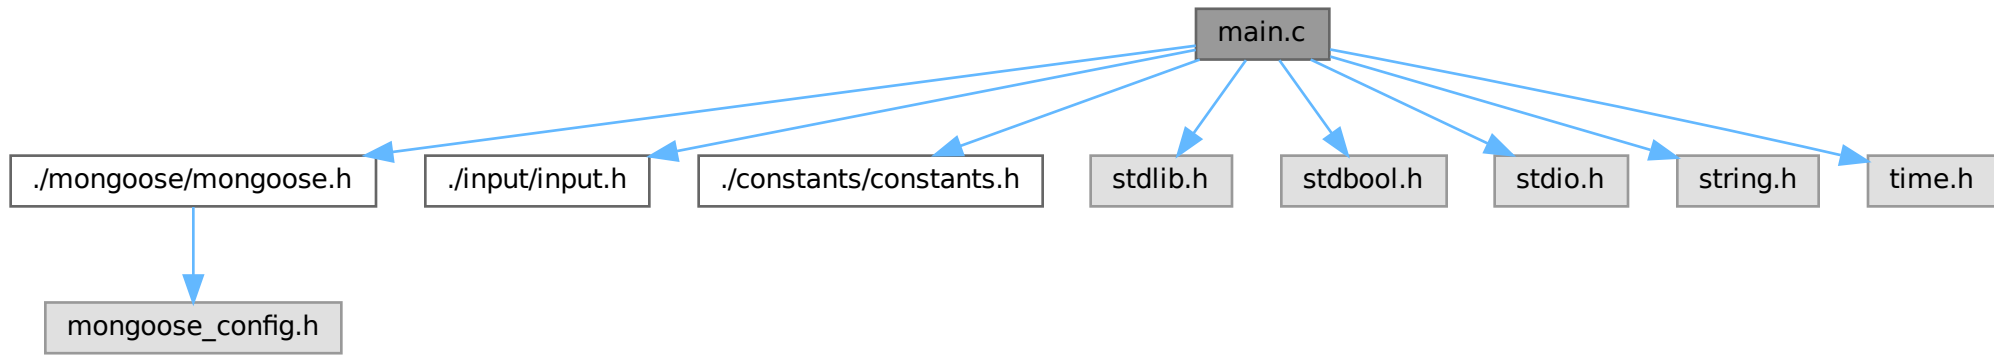 main.c
./mongoose/mongoose.h
./input/input.h
./constants/constants.h
stdlib.h
stdbool.h
stdio.h
string.h
time.h
mongoose_config.h